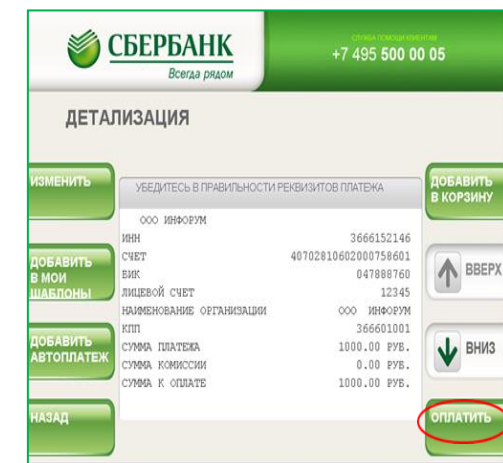 СБЕРБАНК
Всегда рядом
СЛУЖБА ПОМОЩИ КЛИЕНТАМ
+7 495 500 00 05
ДЕТАЛИЗАЦИЯ
ИЗМЕНИТЬ
ДОБАВИТЬ
В МОИ
ШАБЛОНЫ
ДОБАВИТЬ
АВТОПЛАТЕЖ
НАЗАД
УБЕДИТЕСЬ В ПРАВИЛЬНОСТИ РЕКВИЗИТОВ ПЛАТЕЖА
ООО ИНФОРУМ
ИНН 3666152146
СЧЕТ 40702810602000758601
БИК 047888760
ЛИЦЕВОЙ СЧЕТ 12345
НАИМЕНОВАНИЕ ОРГАНИЗАЦИИ ООО ИНФОРУМ
КПП 366601001
СУММА ПЛАТЕЖА 1000.00 РУБ.
СУММА КОМИССИИ 0.00 РУБ.
СУММА К ОПЛАТЕ 1000.00 РУБ.
ДОБАВИТЬ
В КОРЗИНУ
ВВЕРХ
ВНИЗ
ОПЛАТИТЬ